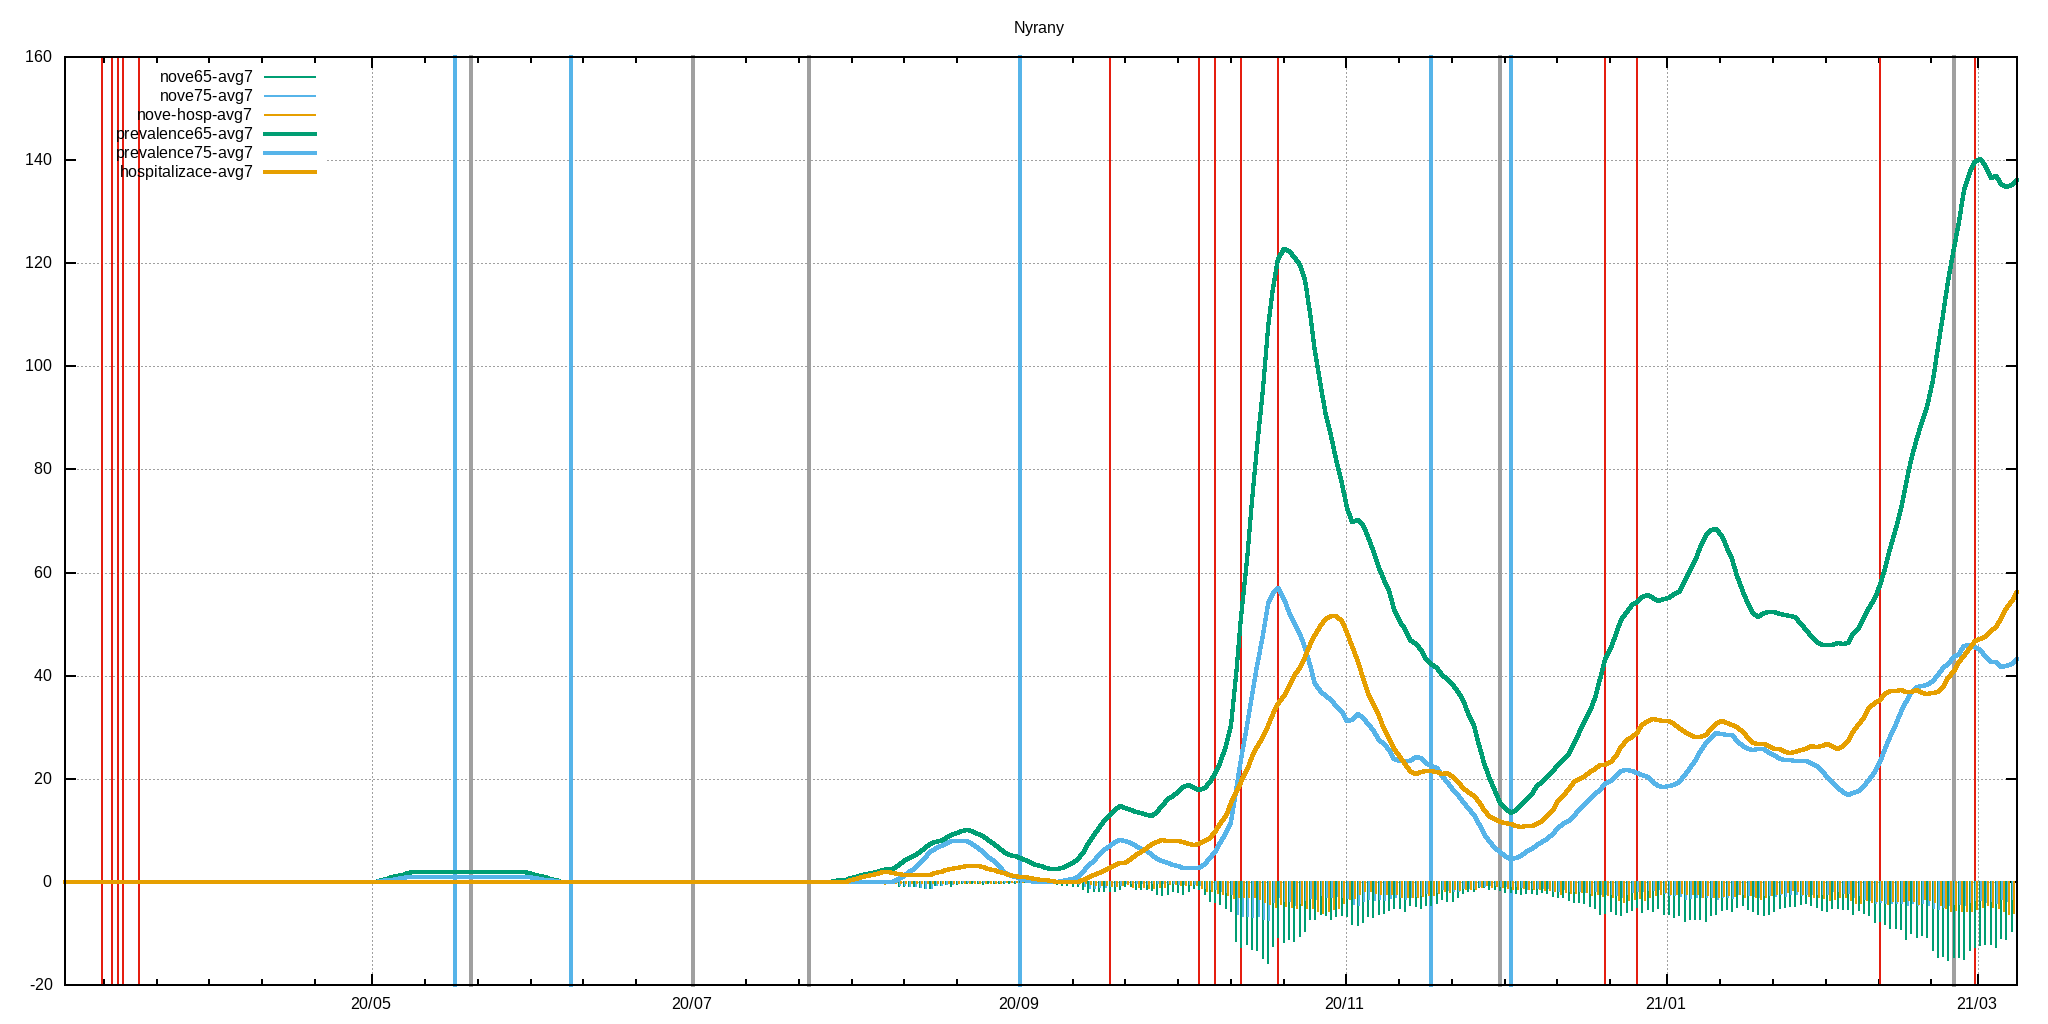 Nyrany
160
140
120
100
80
60
40
20
0
-20
nove65-avg7
nove75-avg7
nove-hosp-avg7
prevalence65-avg7
prevalence75-avg7
hospitalizace-avg7
20/05
20/07
20/09
20/11
21/01
21/03